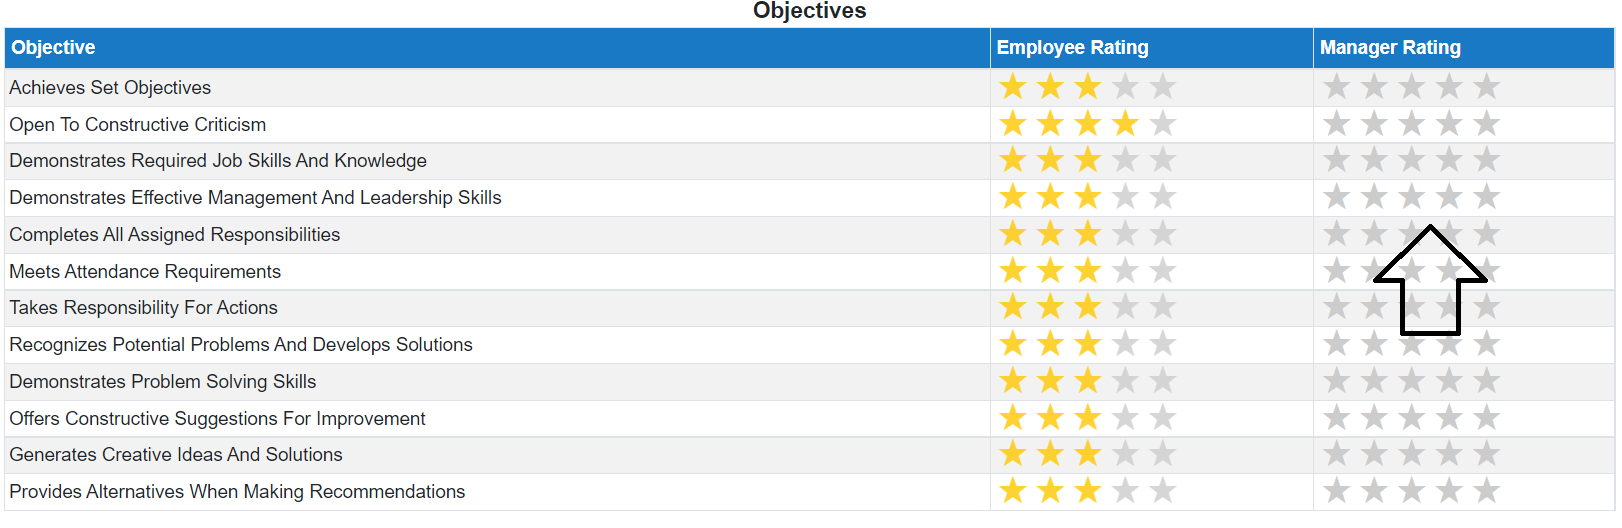 Objectives
Objective Employee Rating Manager Rating
Achieves Set Objectives
Open To Constructive Criticism
Demonstrates Required Job Skills And Knowledge
Demonstrates Effective Management And Leadership Skills
Completes All Assigned Responsibilities
Meets Attendance Requirements
Takes Responsibility For Actions
Recognizes Potential Problems And Develops Solutions
Demonstrates Problem Solving Skills
Offers Constructive Suggestions For Improvement
Generates Creative Ideas And Solutions
Provides Alternatives When Making Recommendations